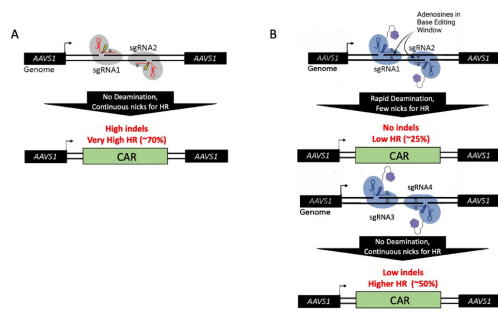 A
AAVS1
AAVS1
Genome
sgRNA1
sgRNA2
No Deamination,
Continuous nicks for HR
High indels
Very High HR (~70%)
AAVS1
CAR
AAVS1
B
Adenosines in
Base Editing
Window
AAVS1
AAVS1
Genome
sgRNA1
sgRNA2
Rapid Deamination,
Few nicks for HR
No indels
Low HR (~25%)
AAVS1
CAR
AAVS1
AAVS1
AAVS1
Genome
sgRNA3
sgRNA4
No Deamination,
Continuous nicks for HR
Low indels
Higher HR (~50%)
AAVS1
CAR
AAVS1